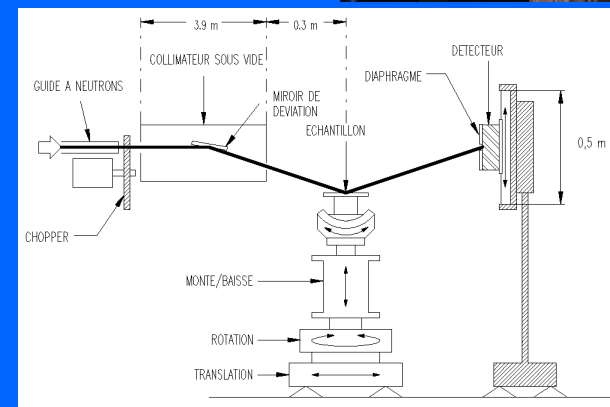 3.9 m
0.3 m
COLLIMATEUR SOUS VIDE
DETECTEUR
DIAPHRAGME
GUIDE A NEUTRONS
MIROIR DE
DEVIATION
ECHANTILLON
0,5 m
CHOPPER
MONTE/BAISSE
ROTATION
TRANSLATION